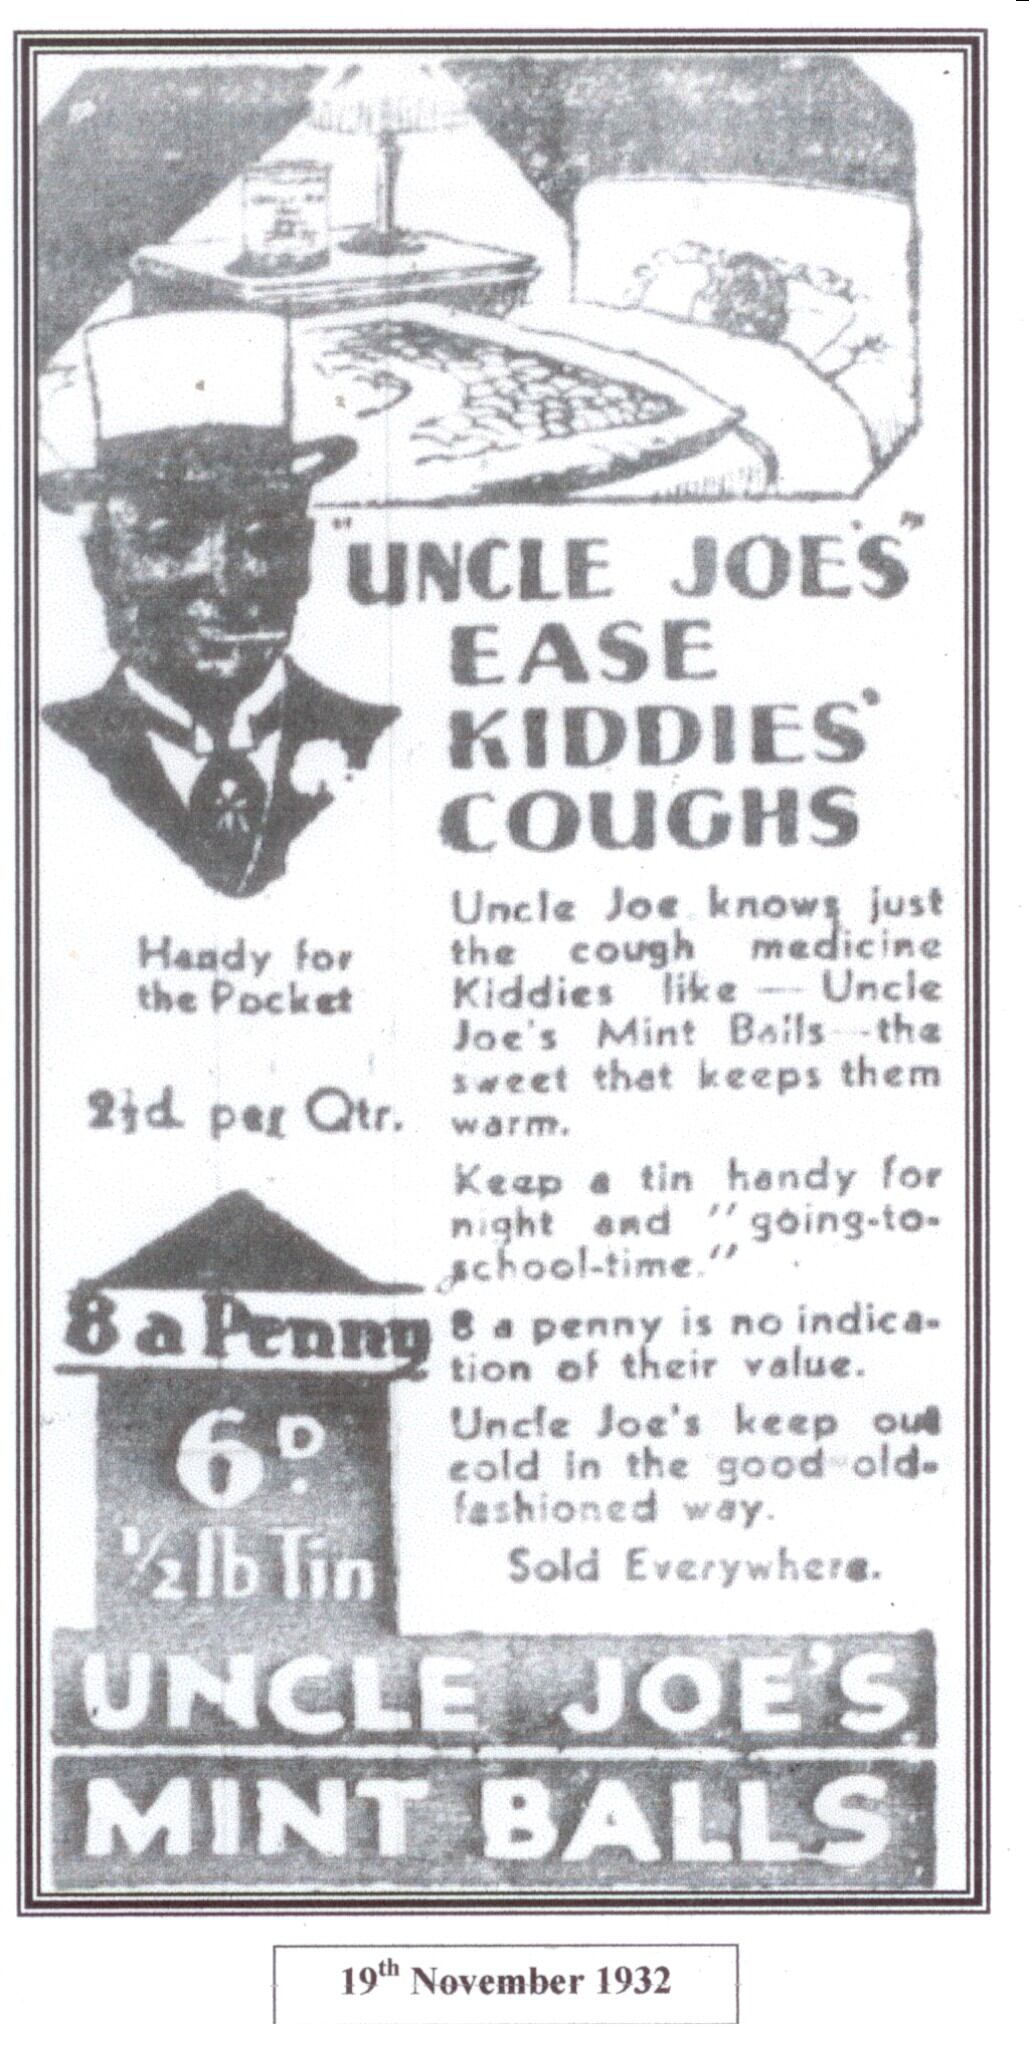 "UNCLE JOE'S"
EASE
KIDDIES'
COUGHS
Handy for
the Pocket
2½d per Qtr.
8 a Penny
6D.
½ lb Tin
Uncle Joe knows just
the cough medicine
Kiddies like — Uncle
Joe's Mint Balls—the
sweet that keeps them
warm.
Keep a tin handy for
night and "going-to-
school-time."
8 a penny is no indica-
tion of their value.
Uncle Joe's keep out
cold in the good old-
fashioned way.
Sold Everywhere.
UNCLE JOE'S
MINT BALLS
19th November 1932